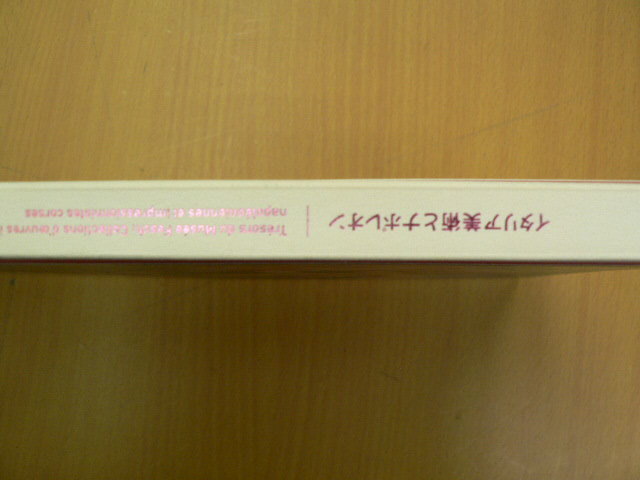 イタリア美術とナポレオン
Trésors du Musée Fesch, Collections d'œuvres
napoléoniennes et impressionnistes corses